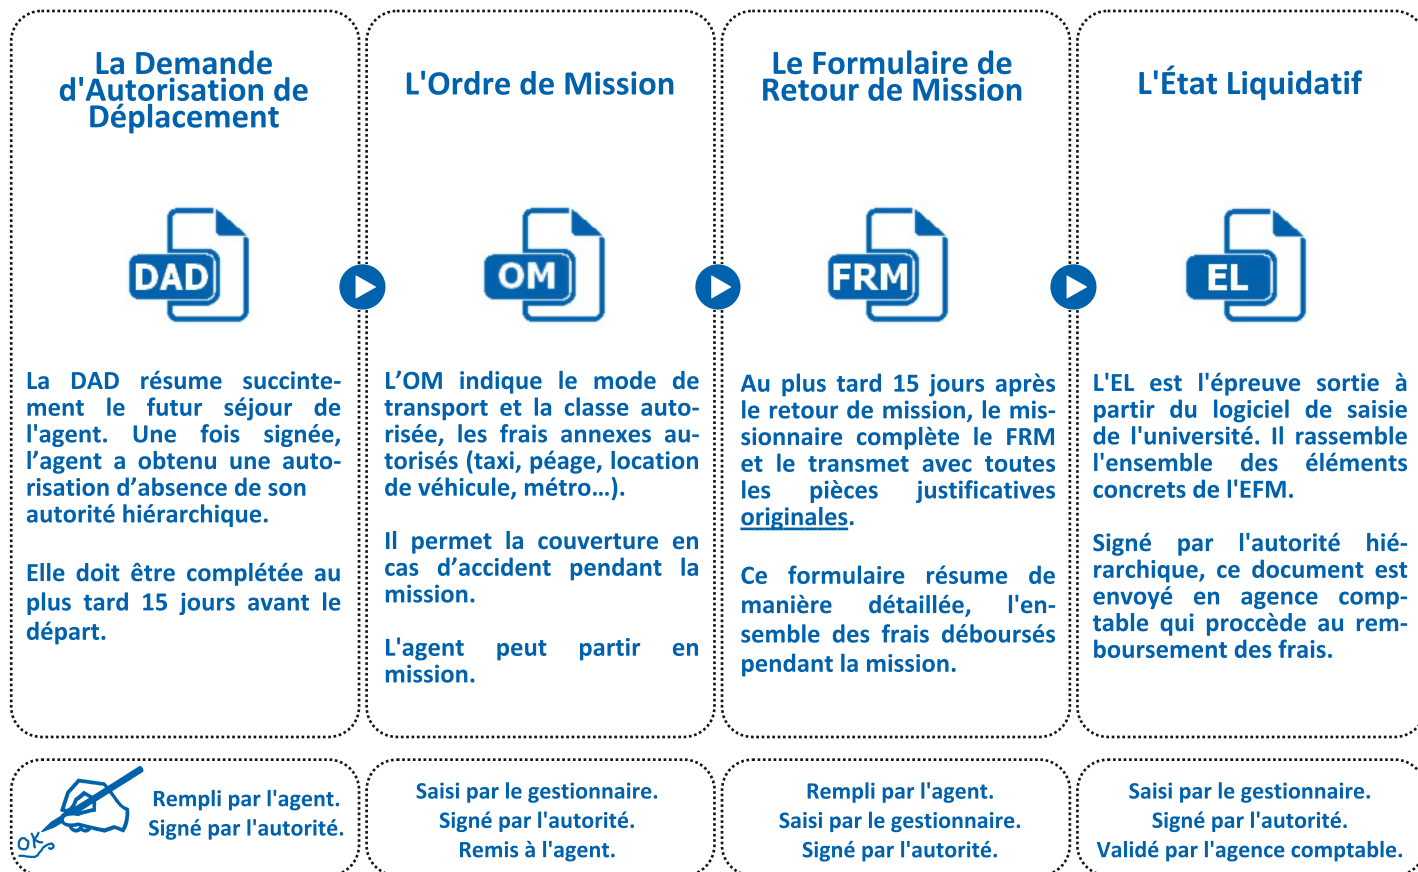 La Demande
d'Autorisation de
Déplacement
DAD
La DAD résume succinte-
ment le futur séjour de
l'agent. Une fois signée,
l’agent a obtenu une auto-
risation d’absence de son
autorité hiérarchique.
Elle doit être complétée au
plus tard 15 jours avant le
départ.
L'Ordre de Mission
OM
L’OM indique le mode de
transport et la classe auto-
risée, les frais annexes au-
torisés (taxi, péage, location
de véhicule, métro…).
Il permet la couverture en
cas d’accident pendant la
mission.
L'agent peut partir en
mission.
Le Formulaire de
Retour de Mission
FRM
Au plus tard 15 jours après
le retour de mission, le mis-
sionnaire complète le FRM
et le transmet avec toutes
les pièces justificatives
originales.
Ce formulaire résume de
manière détaillée, l'en-
semble des frais déboursés
pendant la mission.
L'État Liquidatif
EL
L'EL est l'épreuve sortie à
partir du logiciel de saisie
de l'université. Il rassemble
l'ensemble des éléments
concrets de l'EFM.
Signé par l'autorité hié-
rarchique, ce document est
envoyé en agence comp-
table qui proccède au rem-
boursement des frais.
OK
Rempli par l'agent.
Signé par l'autorité.
Saisi par le gestionnaire.
Signé par l'autorité.
Remis à l'agent.
Rempli par l'agent.
Saisi par le gestionnaire.
Signé par l'autorité.
Saisi par le gestionnaire.
Signé par l'autorité.
Validé par l'agence comptable.